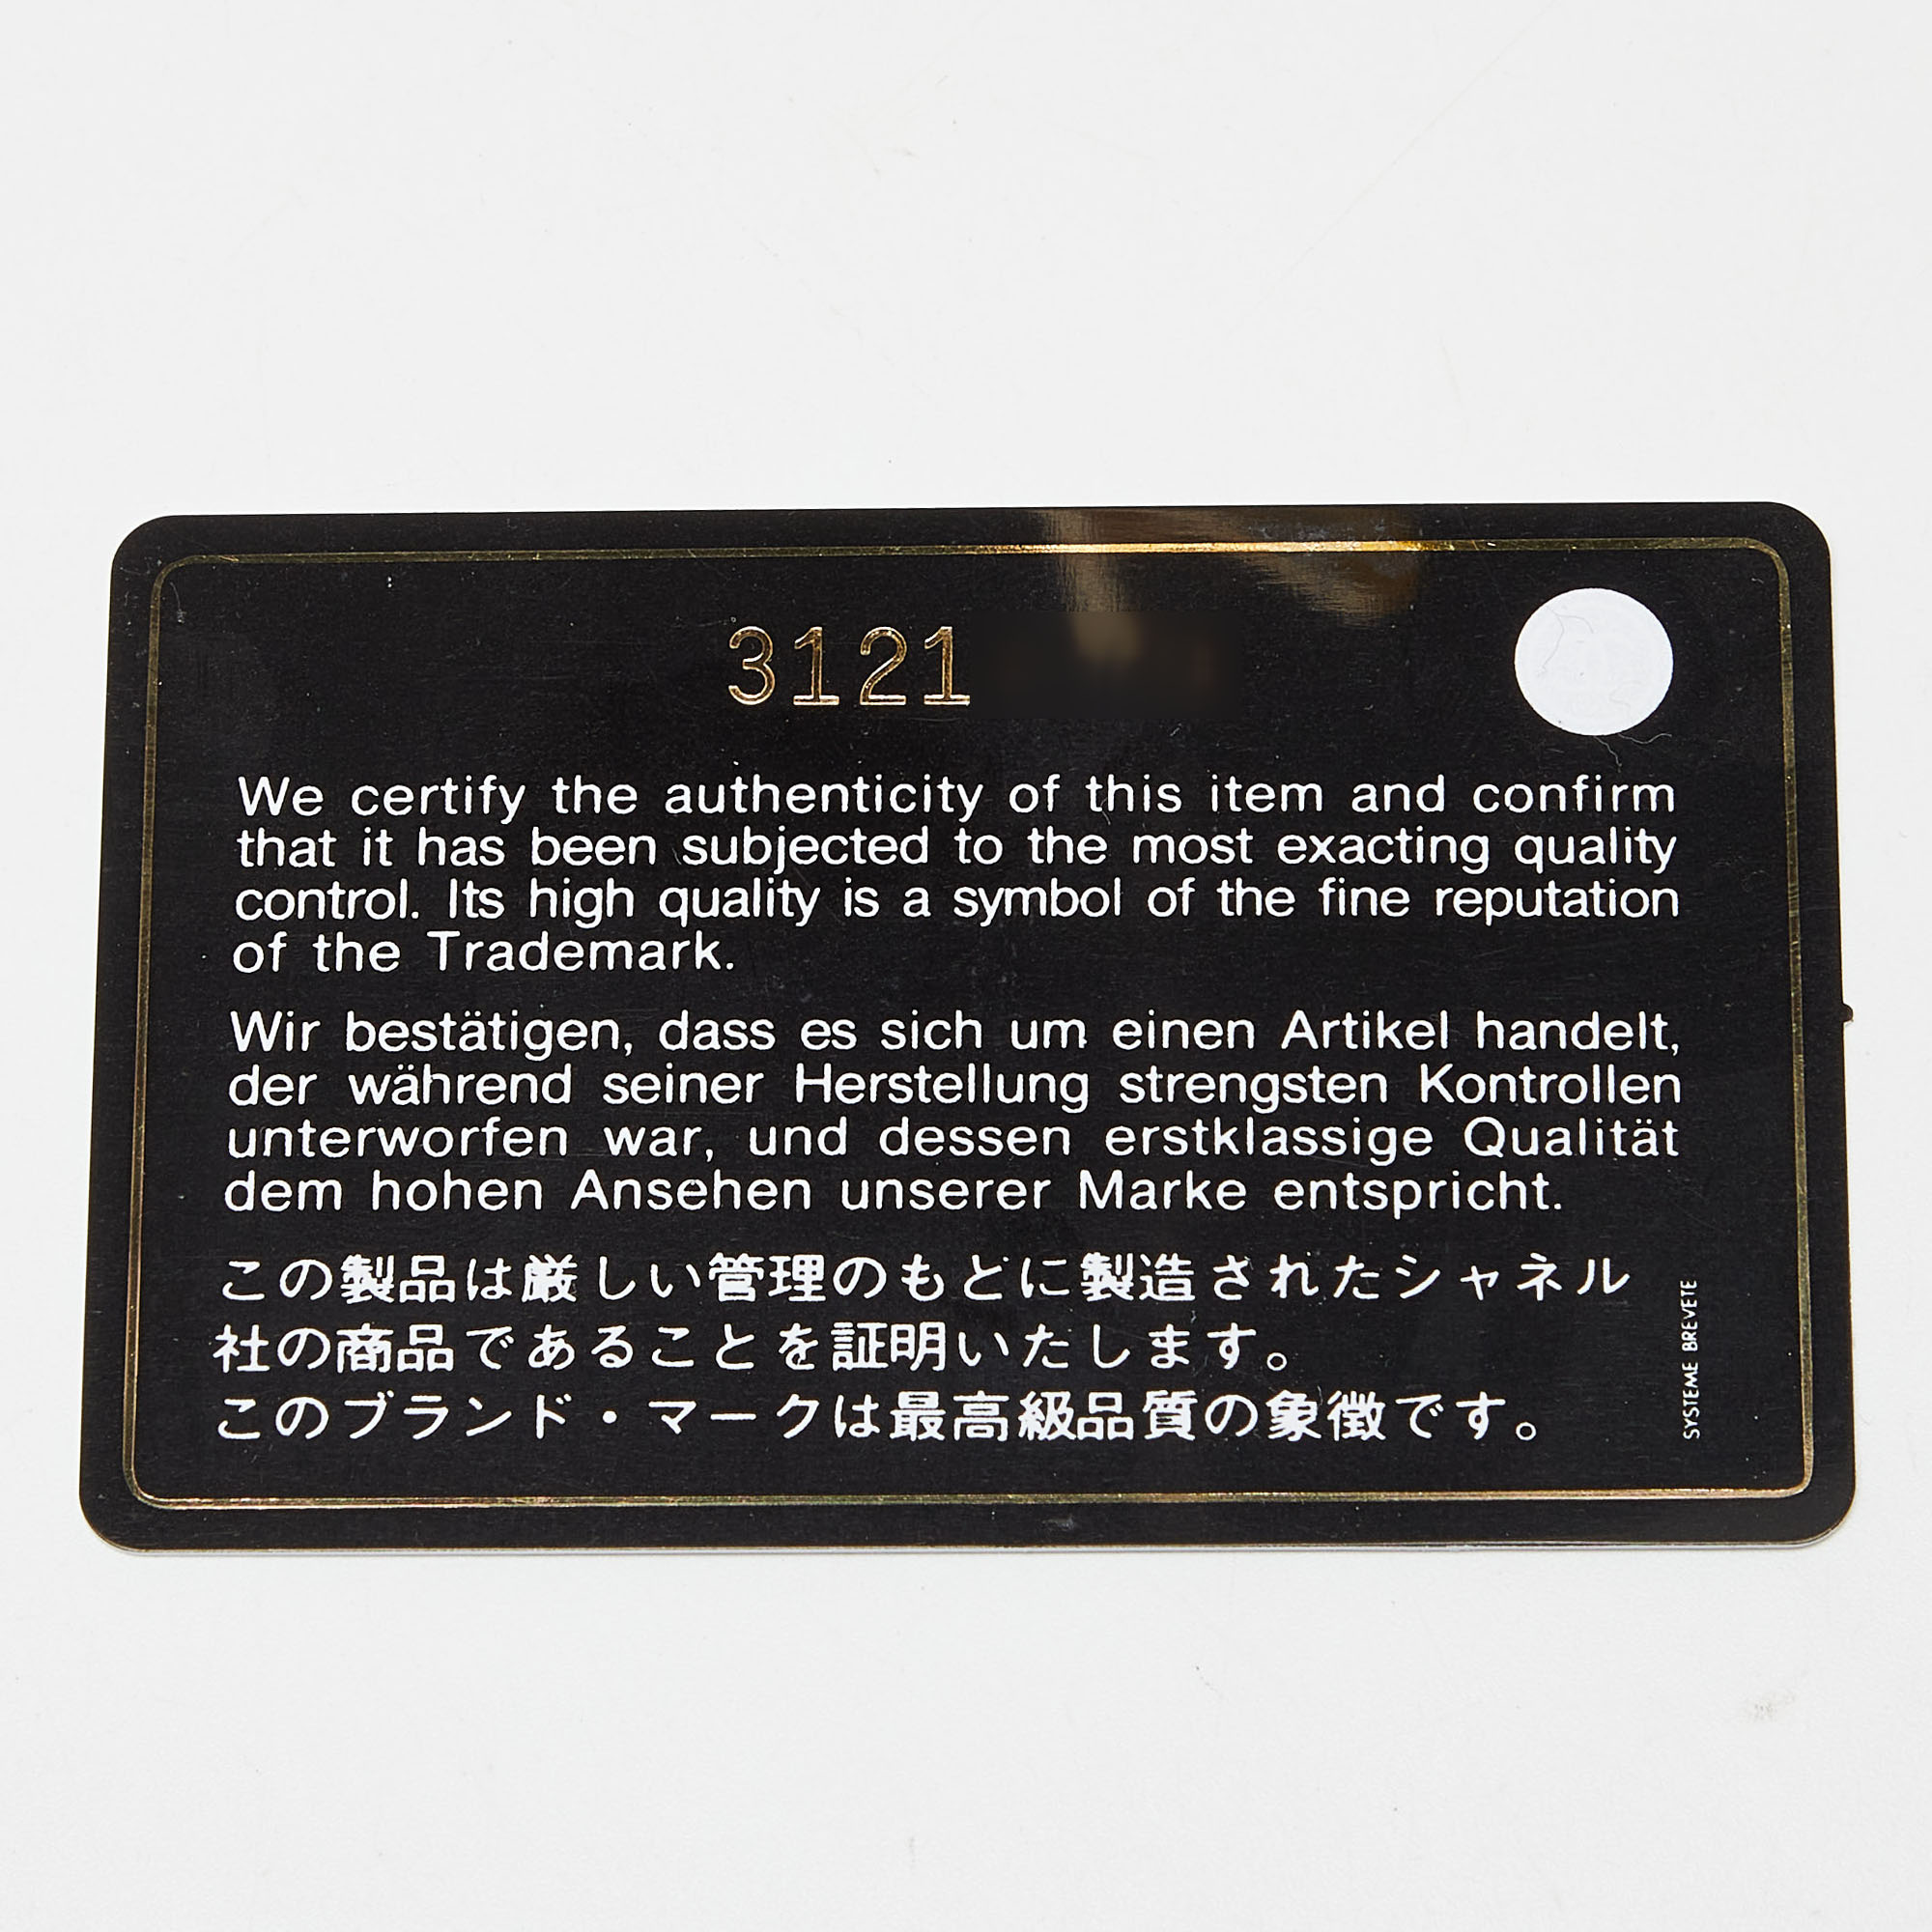 3121
We certify the authenticity of this item and confirm
that it has been subjected to the most exacting quality
control. Its high quality is a symbol of the fine reputation
of the Trademark.
Wir bestätigen, dass es sich um einen Artikel handelt,
der während seiner Herstellung strengsten Kontrollen
unterworfen war, und dessen erstklassige Qualität
dem hohen Ansehen unserer Marke entspricht.
この製品は厳しい管理のもとに製造されたシャネル
社の商品であることを証明いたします。
このブランド・マークは最高級品質の象徴です。
SYSTEME BREVETE